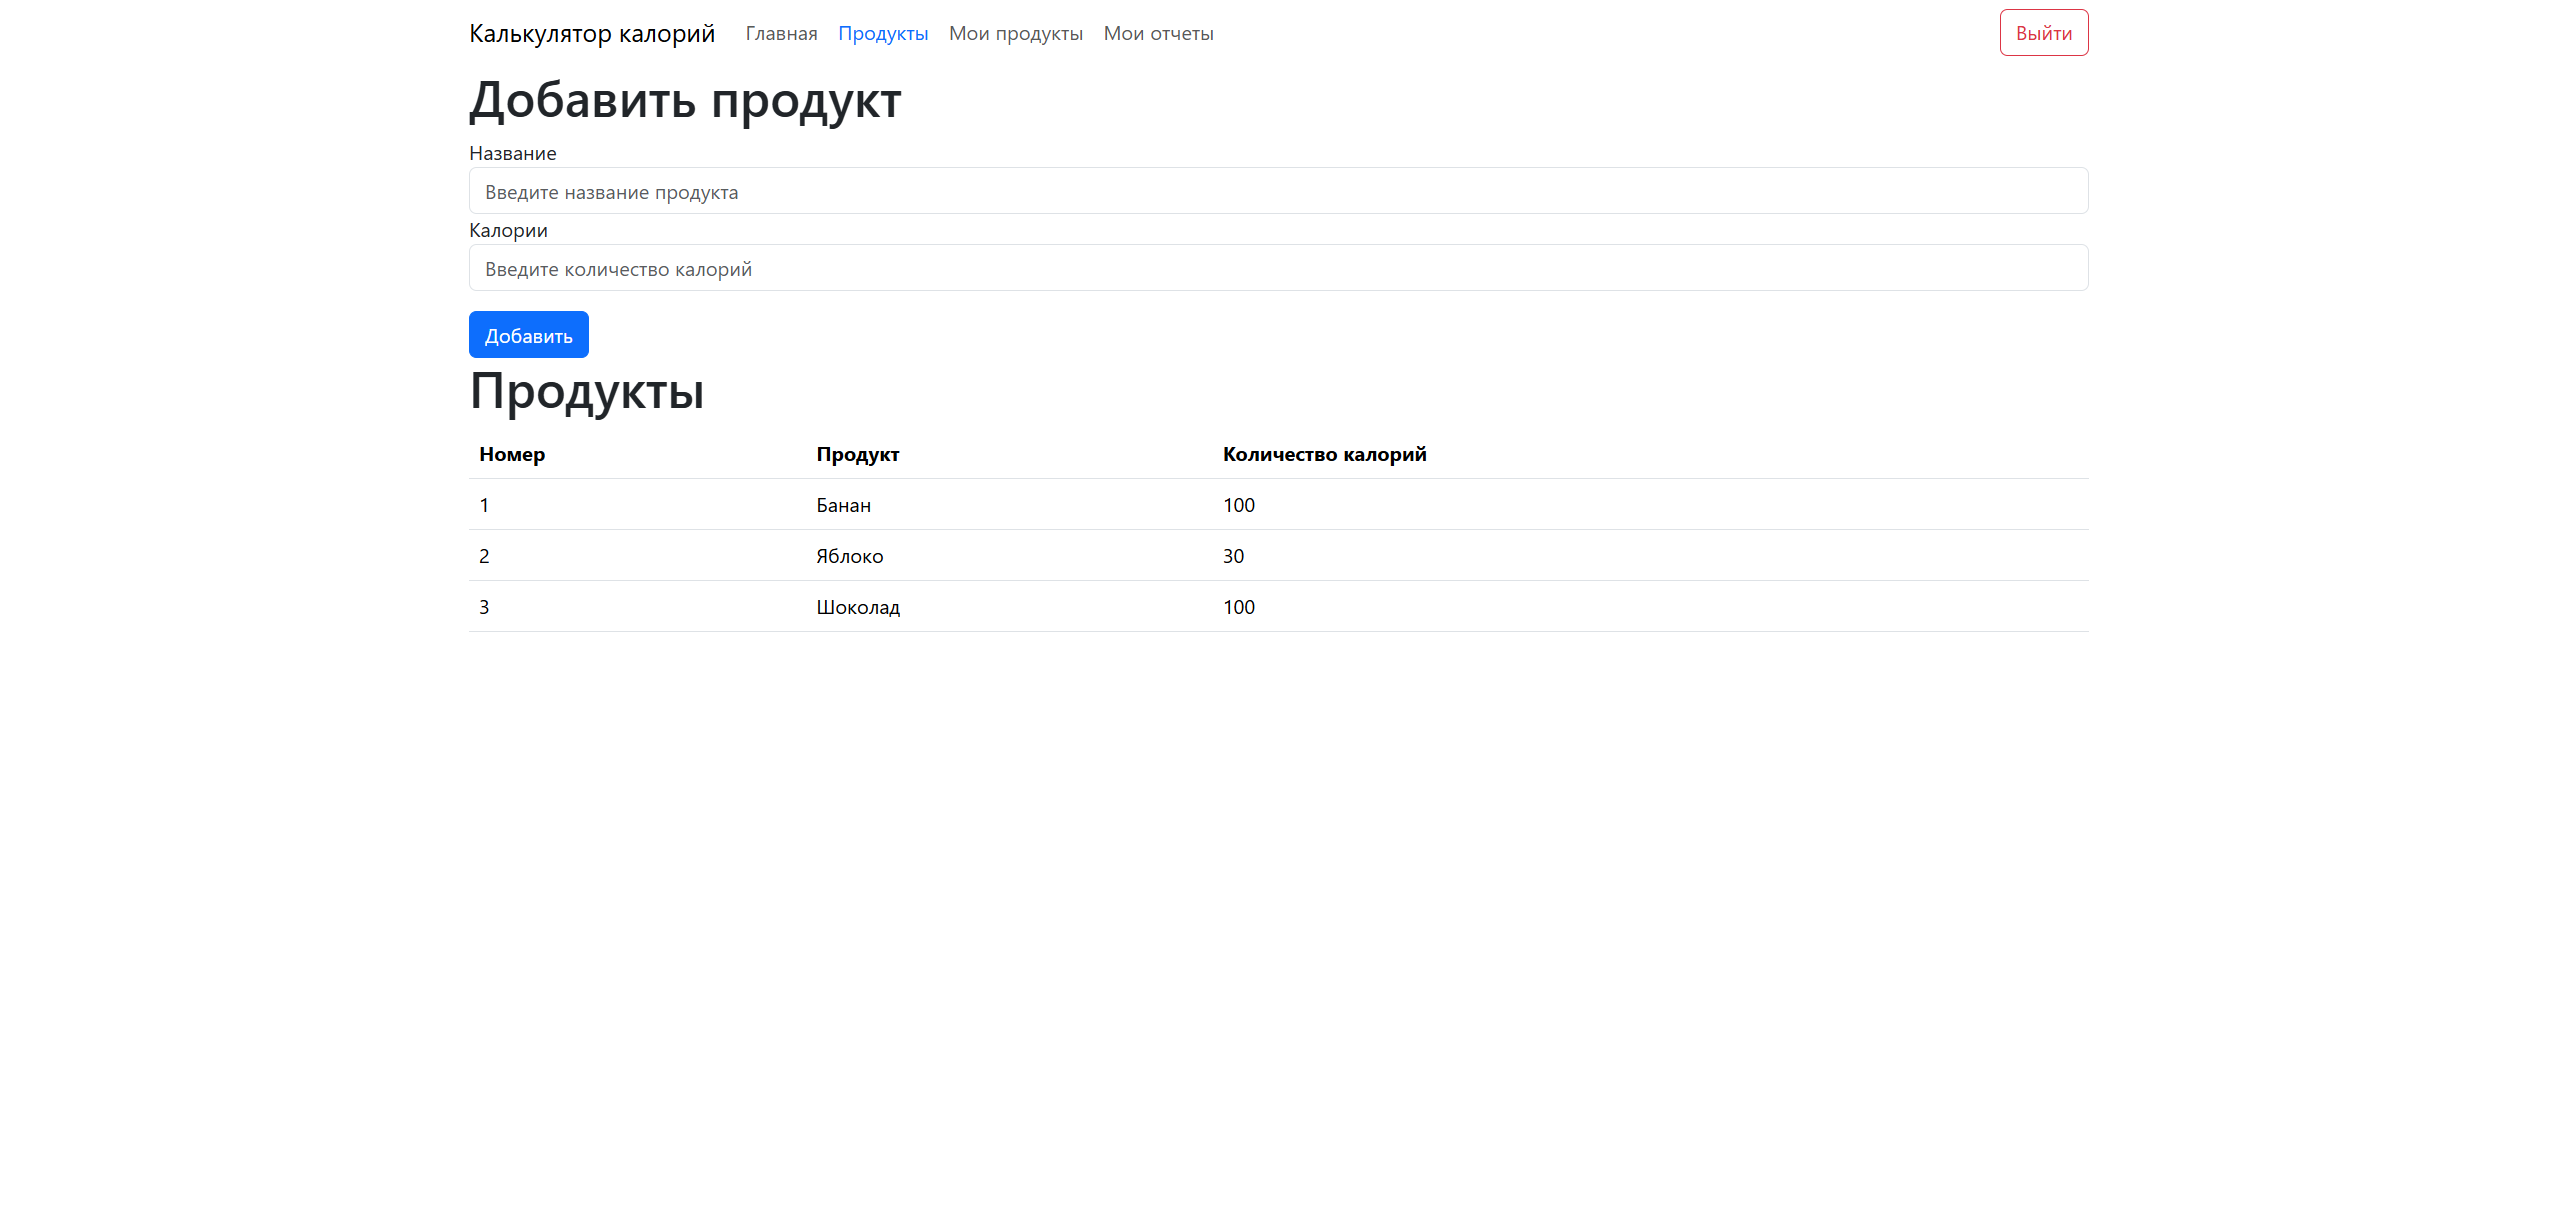 Калькулятор калорий Главная Продукты Мои продукты Мои отчеты Выйти
Добавить продукт
Название
Введите название продукта
Калории
Введите количество калорий
Добавить
Продукты
Номер Продукт Количество калорий
1 Банан 100
2 Яблоко 30
3 Шоколад 100